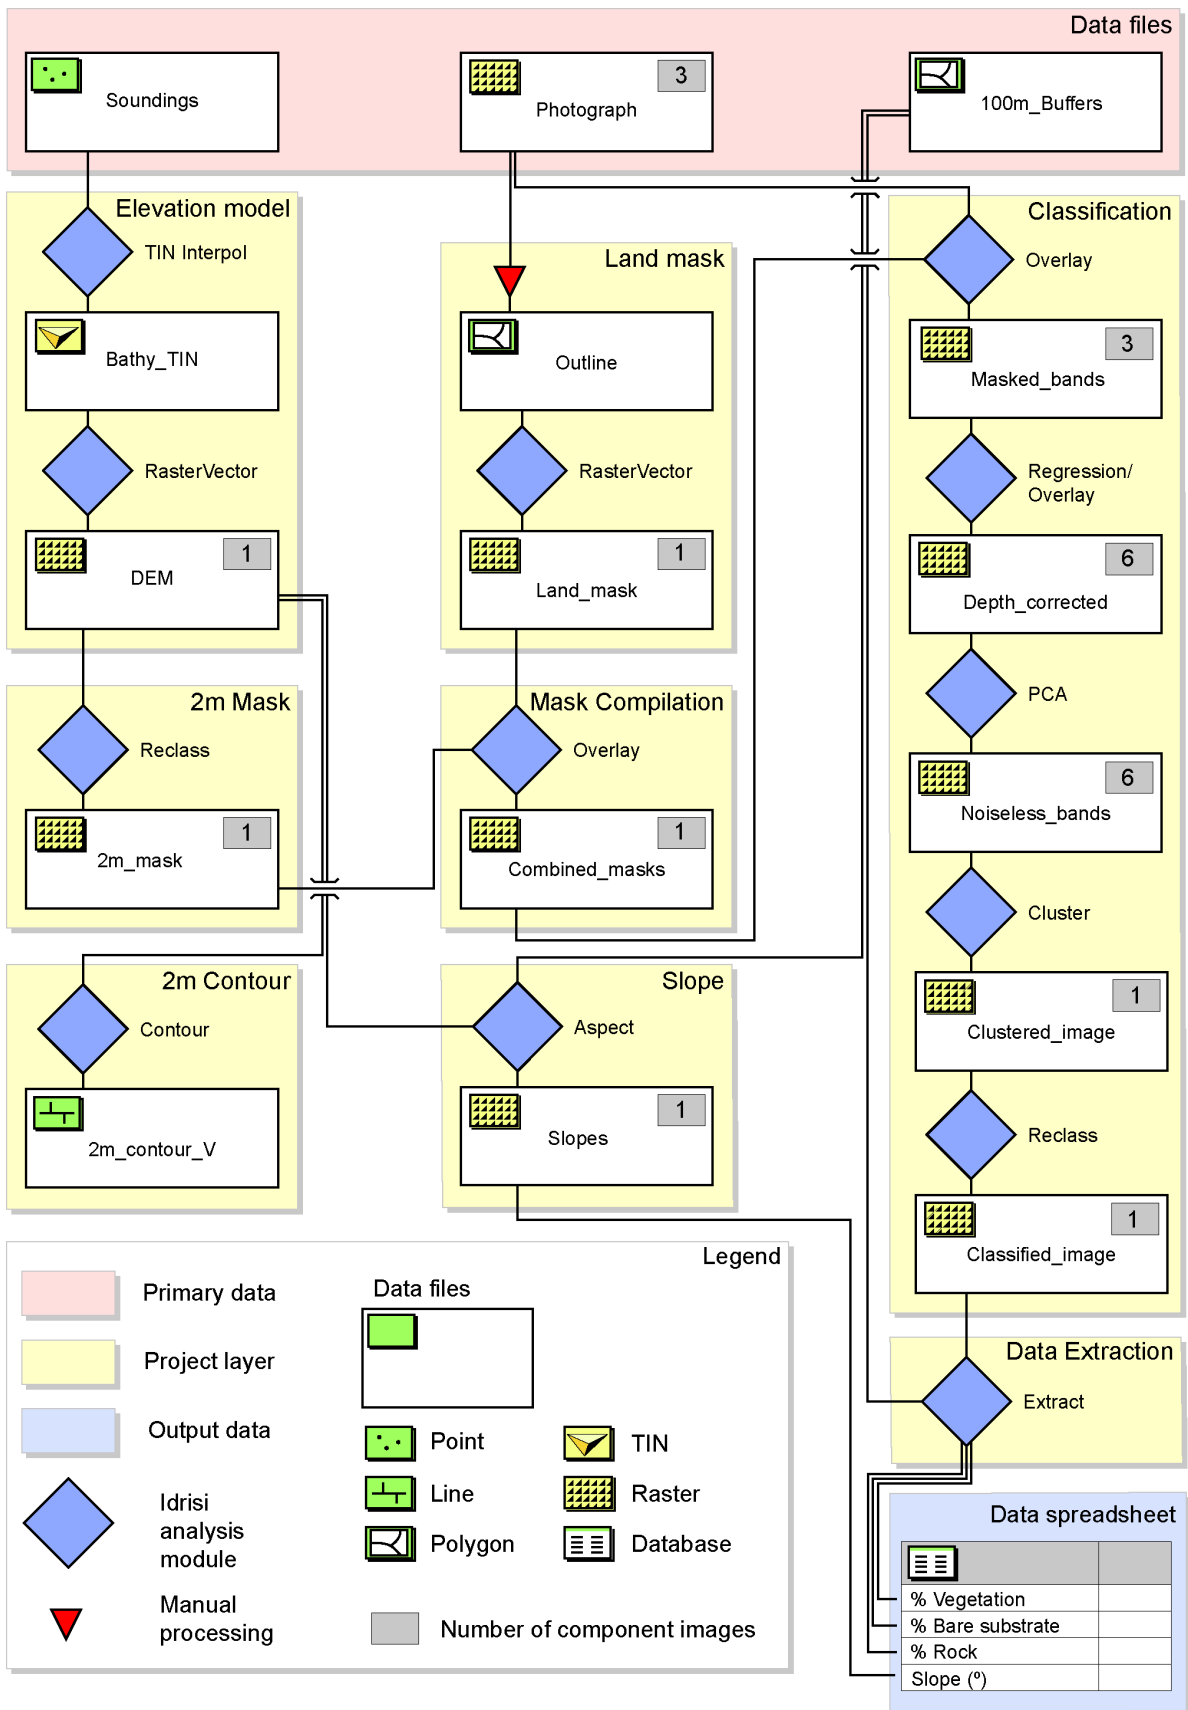 Data files
Soundings
3
Photograph
100m_Buffers
Elevation model
TIN Interpol
Bathy_TIN
RasterVector
1
DEM
Land mask
Outline
RasterVector
1
Land_mask
Classification
Overlay
3
Masked_bands
Regression/
Overlay
6
Depth_corrected
PCA
6
Noiseless_bands
Cluster
1
Clustered_image
Reclass
1
Classified_image
2m Mask
Reclass
1
2m_mask
Mask Compilation
Overlay
1
Combined_masks
2m Contour
Contour
2m_contour_V
Slope
Aspect
1
Slopes
Data Extraction
Extract
Data spreadsheet
% Vegetation
% Bare substrate
% Rock
Slope (º)
Legend
Primary data
Project layer
Output data
Idrisi
analysis
module
Manual
processing
Data files
Point
TIN
Line
Raster
Polygon
Database
Number of component images